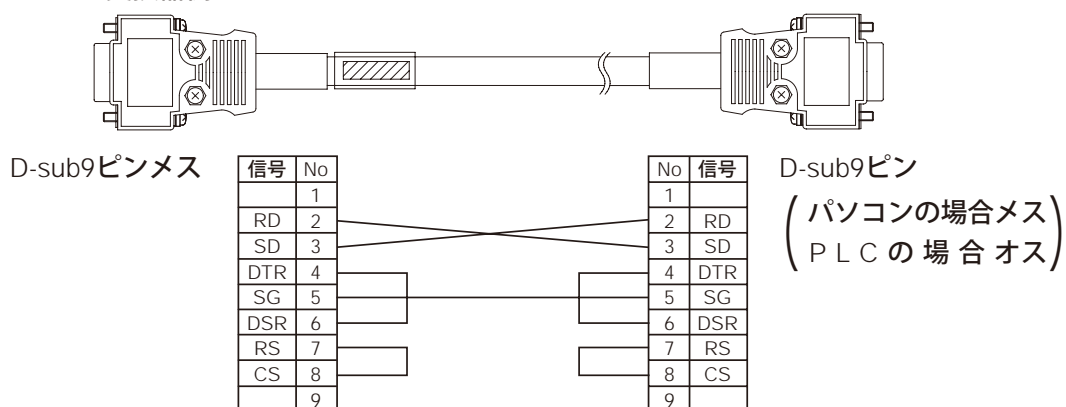 D-sub9ピンメス
信号 No
1
RD 2
SD 3
DTR 4
SG 5
DSR 6
RS 7
CS 8
9
No 信号
1
2 RD
3 SD
4 DTR
5 SG
6 DSR
7 RS
8 CS
9
D-sub9ピン
(パソコンの場合メス
PLCの場合オス)